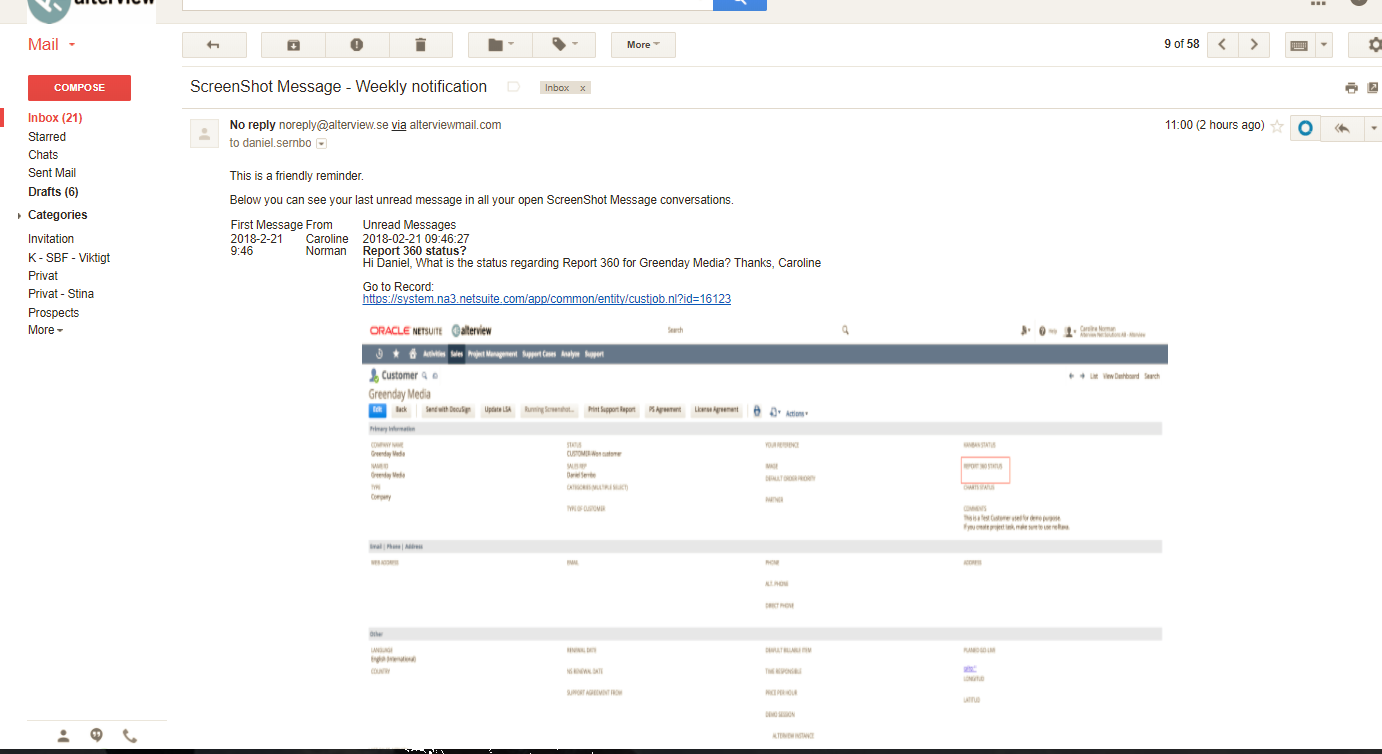 alterview
Mail
More
9 of 58
COMPOSE
ScreenShot Message - Weekly notification
Inbox x
Inbox (21)
Starred
Chats
Sent Mail
Drafts (6)
Categories
Invitation
K - SBF - Viktigt
Privat
Privat - Stina
Prospects
More
No reply noreply@alterview.se via alterviewmail.com
11:00 (2 hours ago)
to daniel.sernbo
This is a friendly reminder.
Below you can see your last unread message in all your open ScreenShot Message conversations.
First Message From Unread Messages
2018-2-21 Caroline 2018-02-21 09:46:27
9:46 Norman Report 360 status?
Hi Daniel, What is the status regarding Report 360 for Greenday Media? Thanks, Caroline
Go to Record:
https://system.na3.netsuite.com/app/common/entity/custjob.nl?id=16123
ORACLE NETSUITE alterview Search Help Caroline Norman
Activities Sales Project Management Support Cases Analyse Support
Customer List View Dashboard Search
Greenday Media
Edit Back Send with DocuSign Update LSA Running Screenshot... Print Support Report PS Agreement License Agreement Actions
Primary Information
COMPANY NAME STATUS YOUR REFERENCE KANBAN STATUS
Greenday Media CUSTOMER-Won customer
NAME/ID SALES REP IMAGE REPORT 360 STATUS
Greenday Media Daniel Sernbo
DEFAULT ORDER PRIORITY
TYPE CATEGORIES (MULTIPLE SELECT) CHARTS STATUS
Company
PARTNER
TYPE OF CUSTOMER COMMENTS
This is a Test Customer used for demo purpose.
If you create project task, make sure to use
Email | Phone | Address
WEB ADDRESS EMAIL PHONE ADDRESS
ALT. PHONE
DIRECT PHONE
Other
LANGUAGE RENEWAL DATE DEFAULT BILLABLE ITEM PLANED GO-LIVE
English (International)
COUNTRY NS RENEWAL DATE TIME RESPONSIBLE
LONGITUD
SUPPORT AGREEMENT FROM PRICE PER HOUR
LATITUD
DEMO SESSION
ALTERVIEW INSTANCE